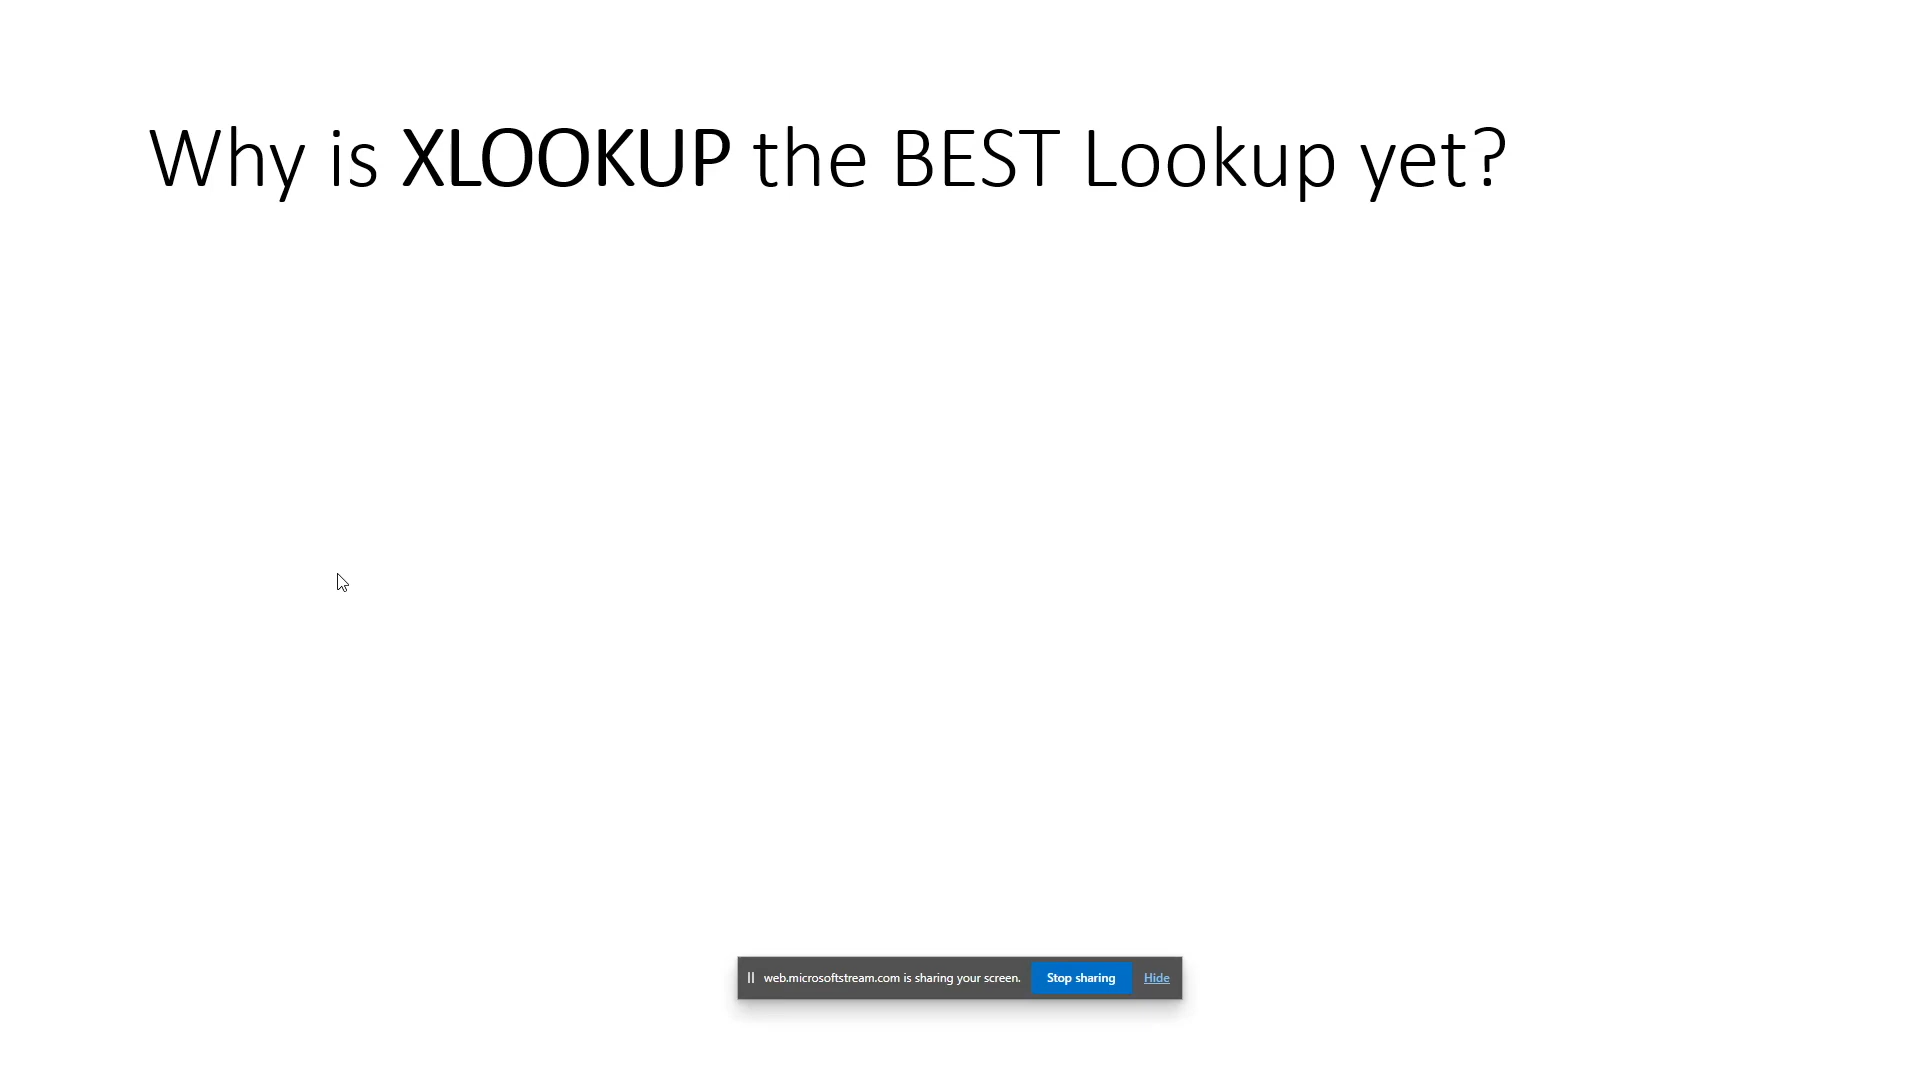 Why is XLOOKUP the BEST Lookup yet?
web.microsoftstream.com is sharing your screen. Stop sharing Hide